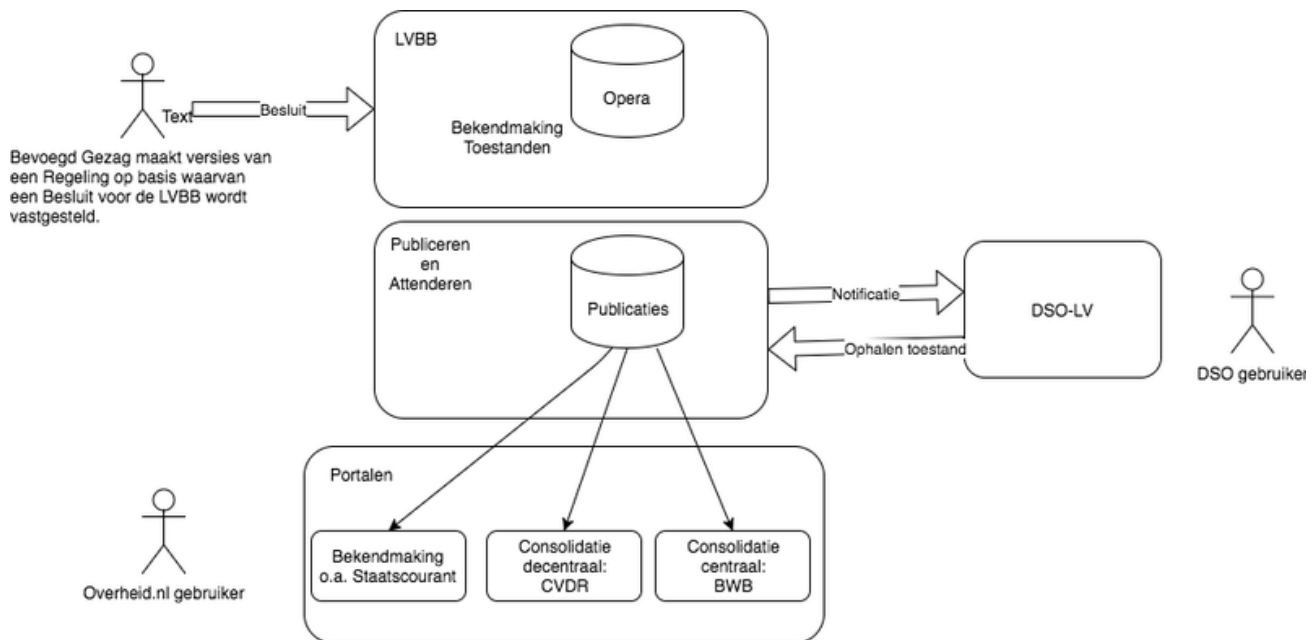 LVBB
Opera
Bekendmaking
Toestanden
Text
Besluit
Bevoegd Gezag maakt versies van
een Regeling op basis waarvan
een Besluit voor de LVBB wordt
vastgesteld.
Publiceren
en
Attenderen
Publicaties
Notificatie
Ophalen toestand
DSO-LV
DSO gebruiker
Portalen
Bekendmaking
o.a. Staatscourant
Consolidatie
decentraal:
CVDR
Consolidatie
centraal:
BWB
Overheid.nl gebruiker